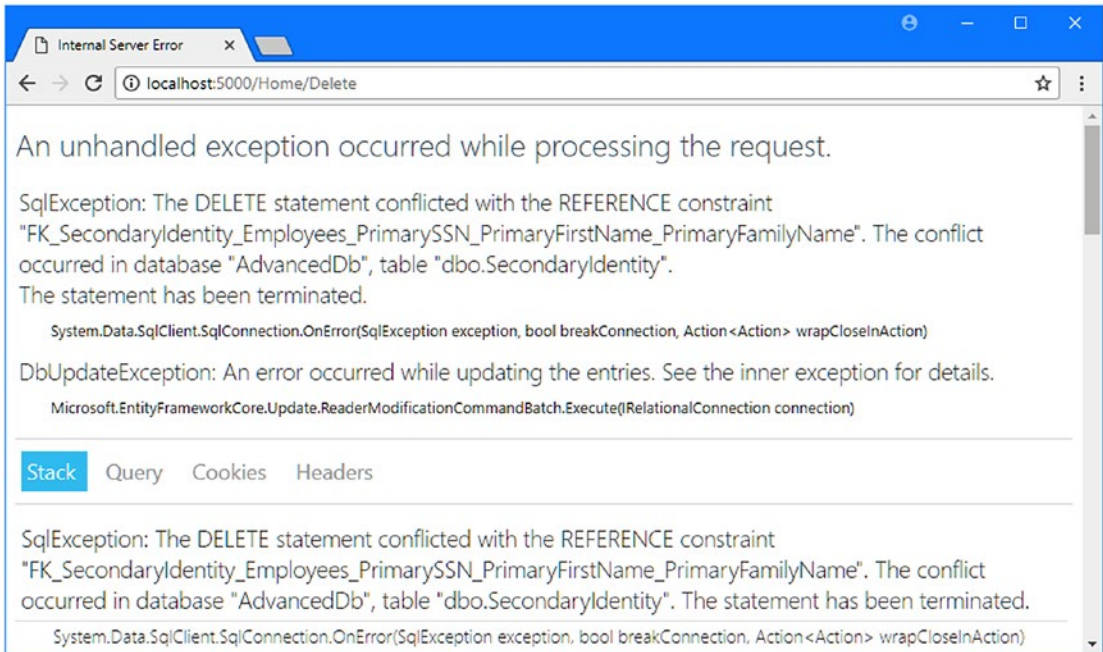 Internal Server Error
localhost:5000/Home/Delete
An unhandled exception occurred while processing the request.
SqlException: The DELETE statement conflicted with the REFERENCE constraint
"FK_SecondaryIdentity_Employees_PrimarySSN_PrimaryFirstName_PrimaryFamilyName". The conflict
occurred in database "AdvancedDb", table "dbo.SecondaryIdentity".
The statement has been terminated.
System.Data.SqlClient.SqlConnection.OnError(SqlException exception, bool breakConnection, Action<Action> wrapCloseInAction)
DbUpdateException: An error occurred while updating the entries. See the inner exception for details.
Microsoft.EntityFrameworkCore.Update.ReaderModificationCommandBatch.Execute(IRelationalConnection connection)
Stack Query Cookies Headers
SqlException: The DELETE statement conflicted with the REFERENCE constraint
"FK_SecondaryIdentity_Employees_PrimarySSN_PrimaryFirstName_PrimaryFamilyName". The conflict
occurred in database "AdvancedDb", table "dbo.SecondaryIdentity". The statement has been terminated.
System.Data.SqlClient.SqlConnection.OnError(SqlException exception, bool breakConnection, Action<Action> wrapCloseInAction)